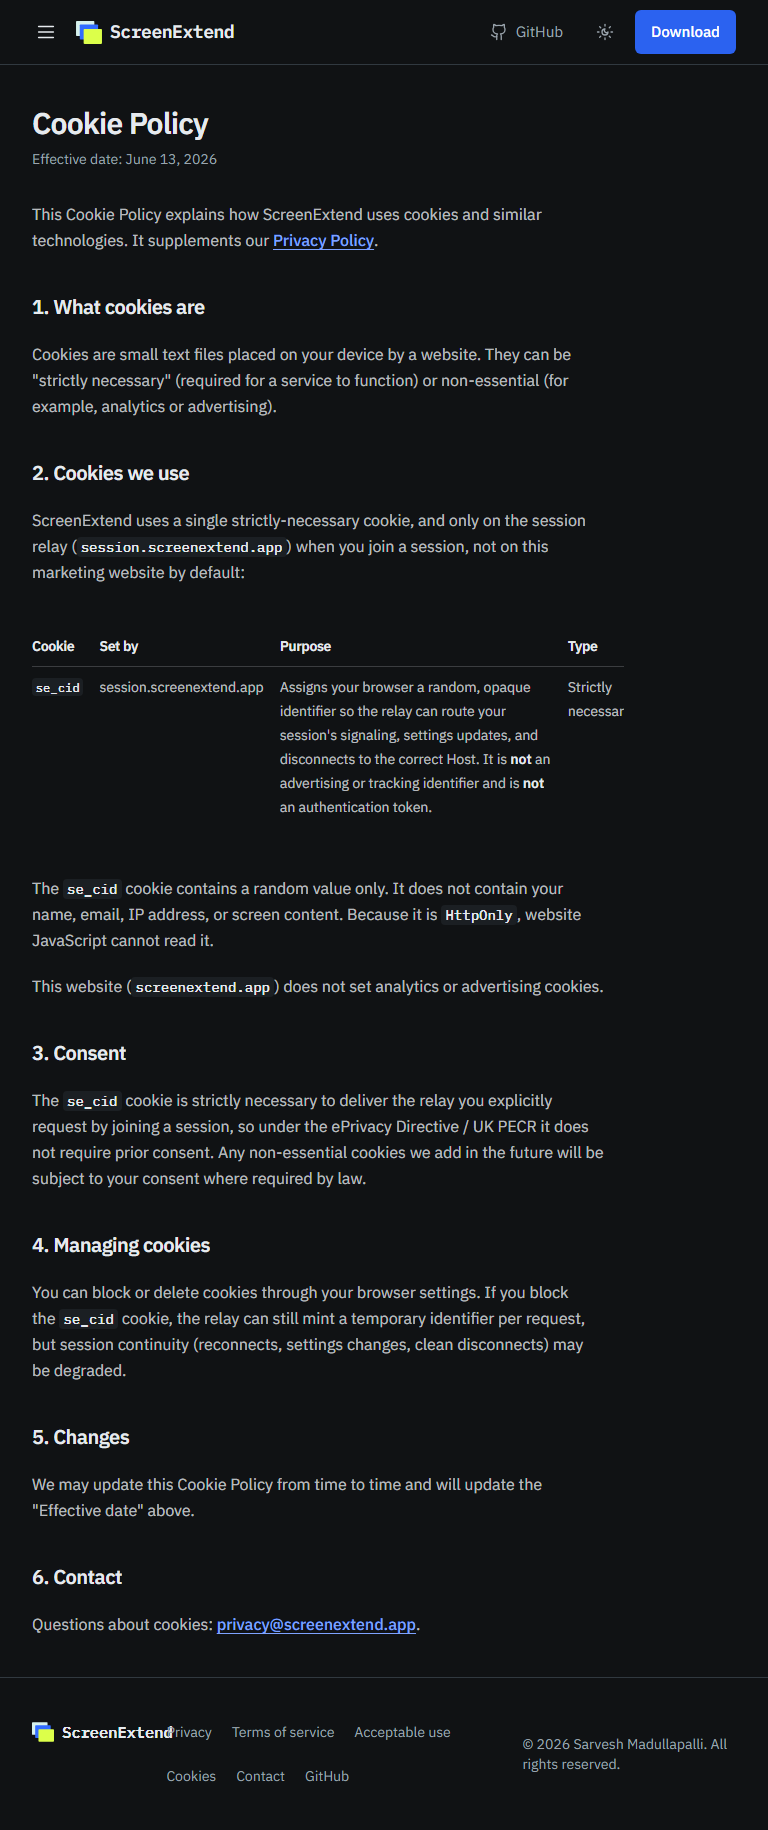 ScreenExtend
GitHub
Download
Cookie Policy
Effective date: June 13, 2026
This Cookie Policy explains how ScreenExtend uses cookies and similar
technologies. It supplements our Privacy Policy.
1. What cookies are
Cookies are small text files placed on your device by a website. They can be
"strictly necessary" (required for a service to function) or non-essential (for
example, analytics or advertising).
2. Cookies we use
ScreenExtend uses a single strictly-necessary cookie, and only on the session
relay (session.screenextend.app) when you join a session, not on this
marketing website by default:
Cookie Set by Purpose Type
se_cid session.screenextend.app Assigns your browser a random, opaque Strictly
identifier so the relay can route your necessar
session's signaling, settings updates, and
disconnects to the correct Host. It is not an
advertising or tracking identifier and is not
an authentication token.
The se_cid cookie contains a random value only. It does not contain your
name, email, IP address, or screen content. Because it is HttpOnly, website
JavaScript cannot read it.
This website (screenextend.app) does not set analytics or advertising cookies.
3. Consent
The se_cid cookie is strictly necessary to deliver the relay you explicitly
request by joining a session, so under the ePrivacy Directive / UK PECR it does
not require prior consent. Any non-essential cookies we add in the future will be
subject to your consent where required by law.
4. Managing cookies
You can block or delete cookies through your browser settings. If you block
the se_cid cookie, the relay can still mint a temporary identifier per request,
but session continuity (reconnects, settings changes, clean disconnects) may
be degraded.
5. Changes
We may update this Cookie Policy from time to time and will update the
"Effective date" above.
6. Contact
Questions about cookies: privacy@screenextend.app.
ScreenExtend
Privacy Terms of service Acceptable use
Cookies Contact GitHub
© 2026 Sarvesh Madullapalli. All
rights reserved.